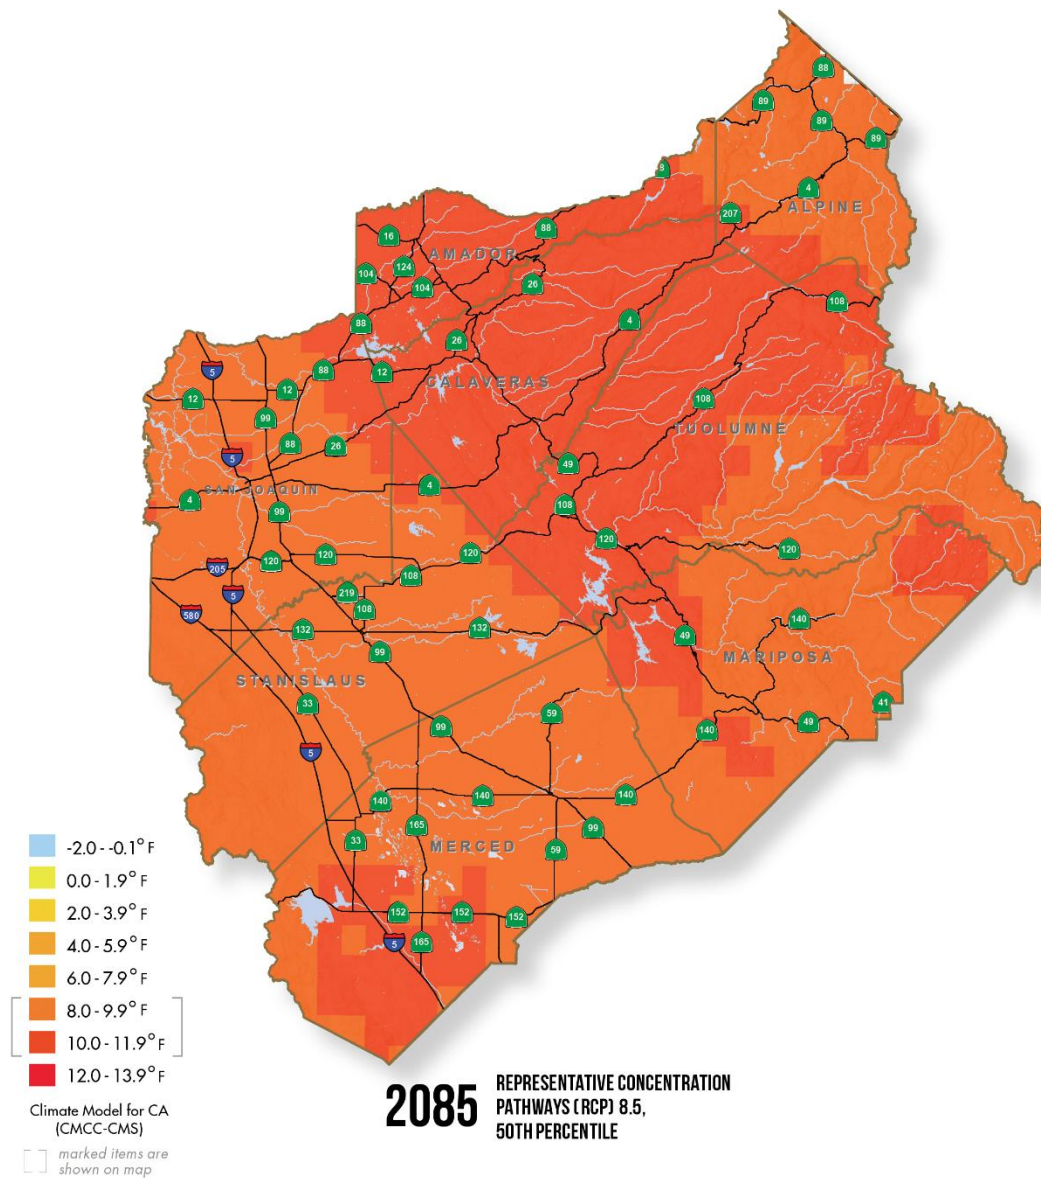 88
89
89
89
8
4
ALPINE
207
16
88
AMADOR
124
104
104
26
108
88
4
26
5
88
12
CALAVERAS
12
12
108
99
TUOLUMNE
88
26
5
49
SAN JOAQUIN
4
4
108
99
120
120
120
120
120
205
108
5
219
108
580
140
132
132
49
99
MARIPOSA
STANISLAUS
33
41
59
49
99
140
5
140
140
140
165
99
33
MERCED
59
152
152
152
5
165
-2.0 - -0.1° F
0.0 - 1.9° F
2.0 - 3.9° F
4.0 - 5.9° F
6.0 - 7.9° F
8.0 - 9.9° F
10.0 - 11.9° F
12.0 - 13.9° F
Climate Model for CA
(CMCC-CMS)
marked items are
shown on map
2085
REPRESENTATIVE CONCENTRATION
PATHWAYS (RCP) 8.5,
50TH PERCENTILE